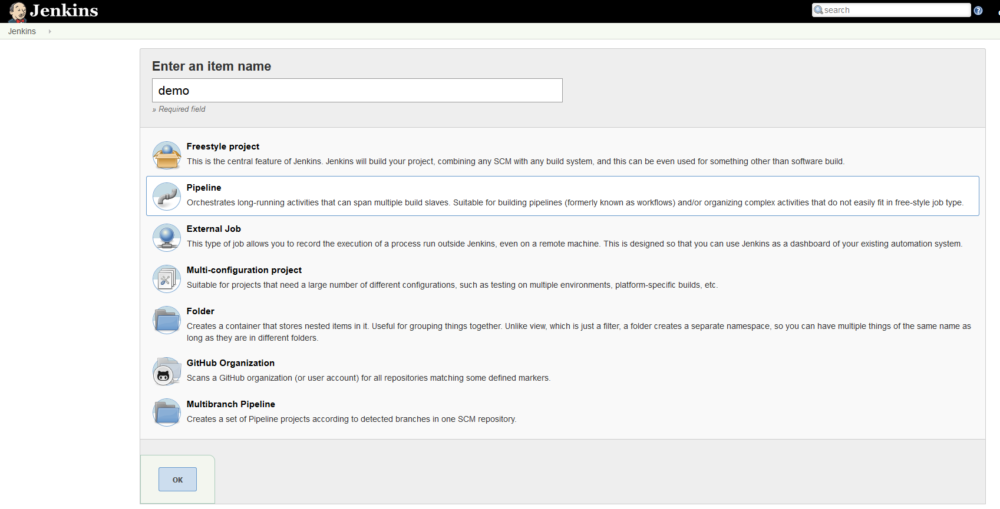 Jenkins
search
Jenkins
Enter an item name
demo
» Required field
Freestyle project
This is the central feature of Jenkins. Jenkins will build your project, combining any SCM with any build system, and this can be even used for something other than software build.
Pipeline
Orchestrates long-running activities that can span multiple build slaves. Suitable for building pipelines (formerly known as workflows) and/or organizing complex activities that do not easily fit in free-style job type.
External Job
This type of job allows you to record the execution of a process run outside Jenkins, even on a remote machine. This is designed so that you can use Jenkins as a dashboard of your existing automation system.
Multi-configuration project
Suitable for projects that need a large number of different configurations, such as testing on multiple environments, platform-specific builds, etc.
Folder
Creates a container that stores nested items in it. Useful for grouping things together. Unlike view, which is just a filter, a folder creates a separate namespace, so you can have multiple things of the same name as
long as they are in different folders.
GitHub Organization
Scans a GitHub organization (or user account) for all repositories matching some defined markers.
Multibranch Pipeline
Creates a set of Pipeline projects according to detected branches in one SCM repository.
OK